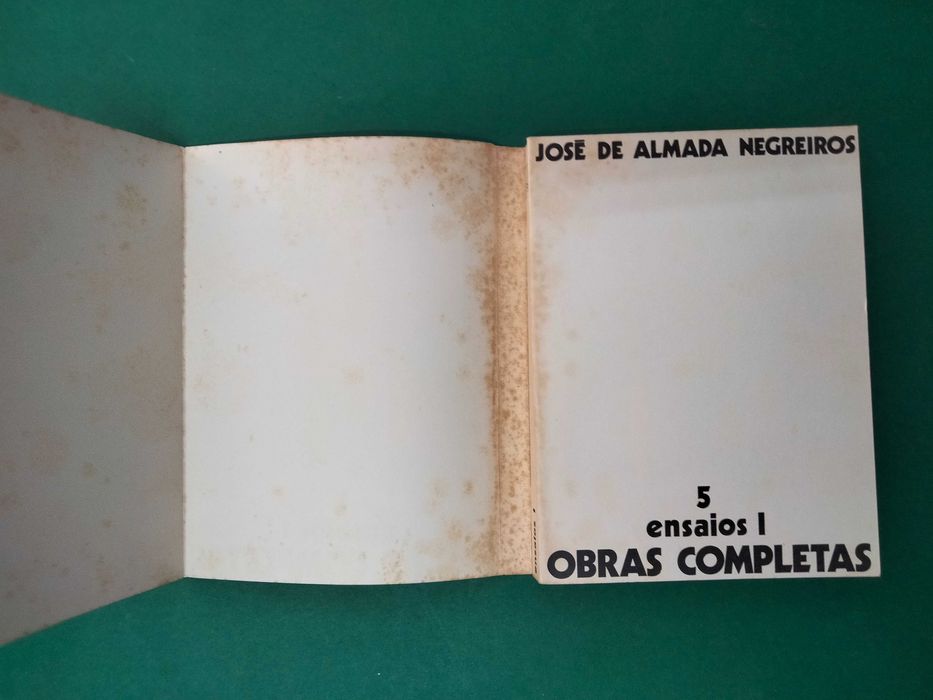 JOSÉ DE ALMADA NEGREIROS
5
ensaios I
OBRAS COMPLETAS